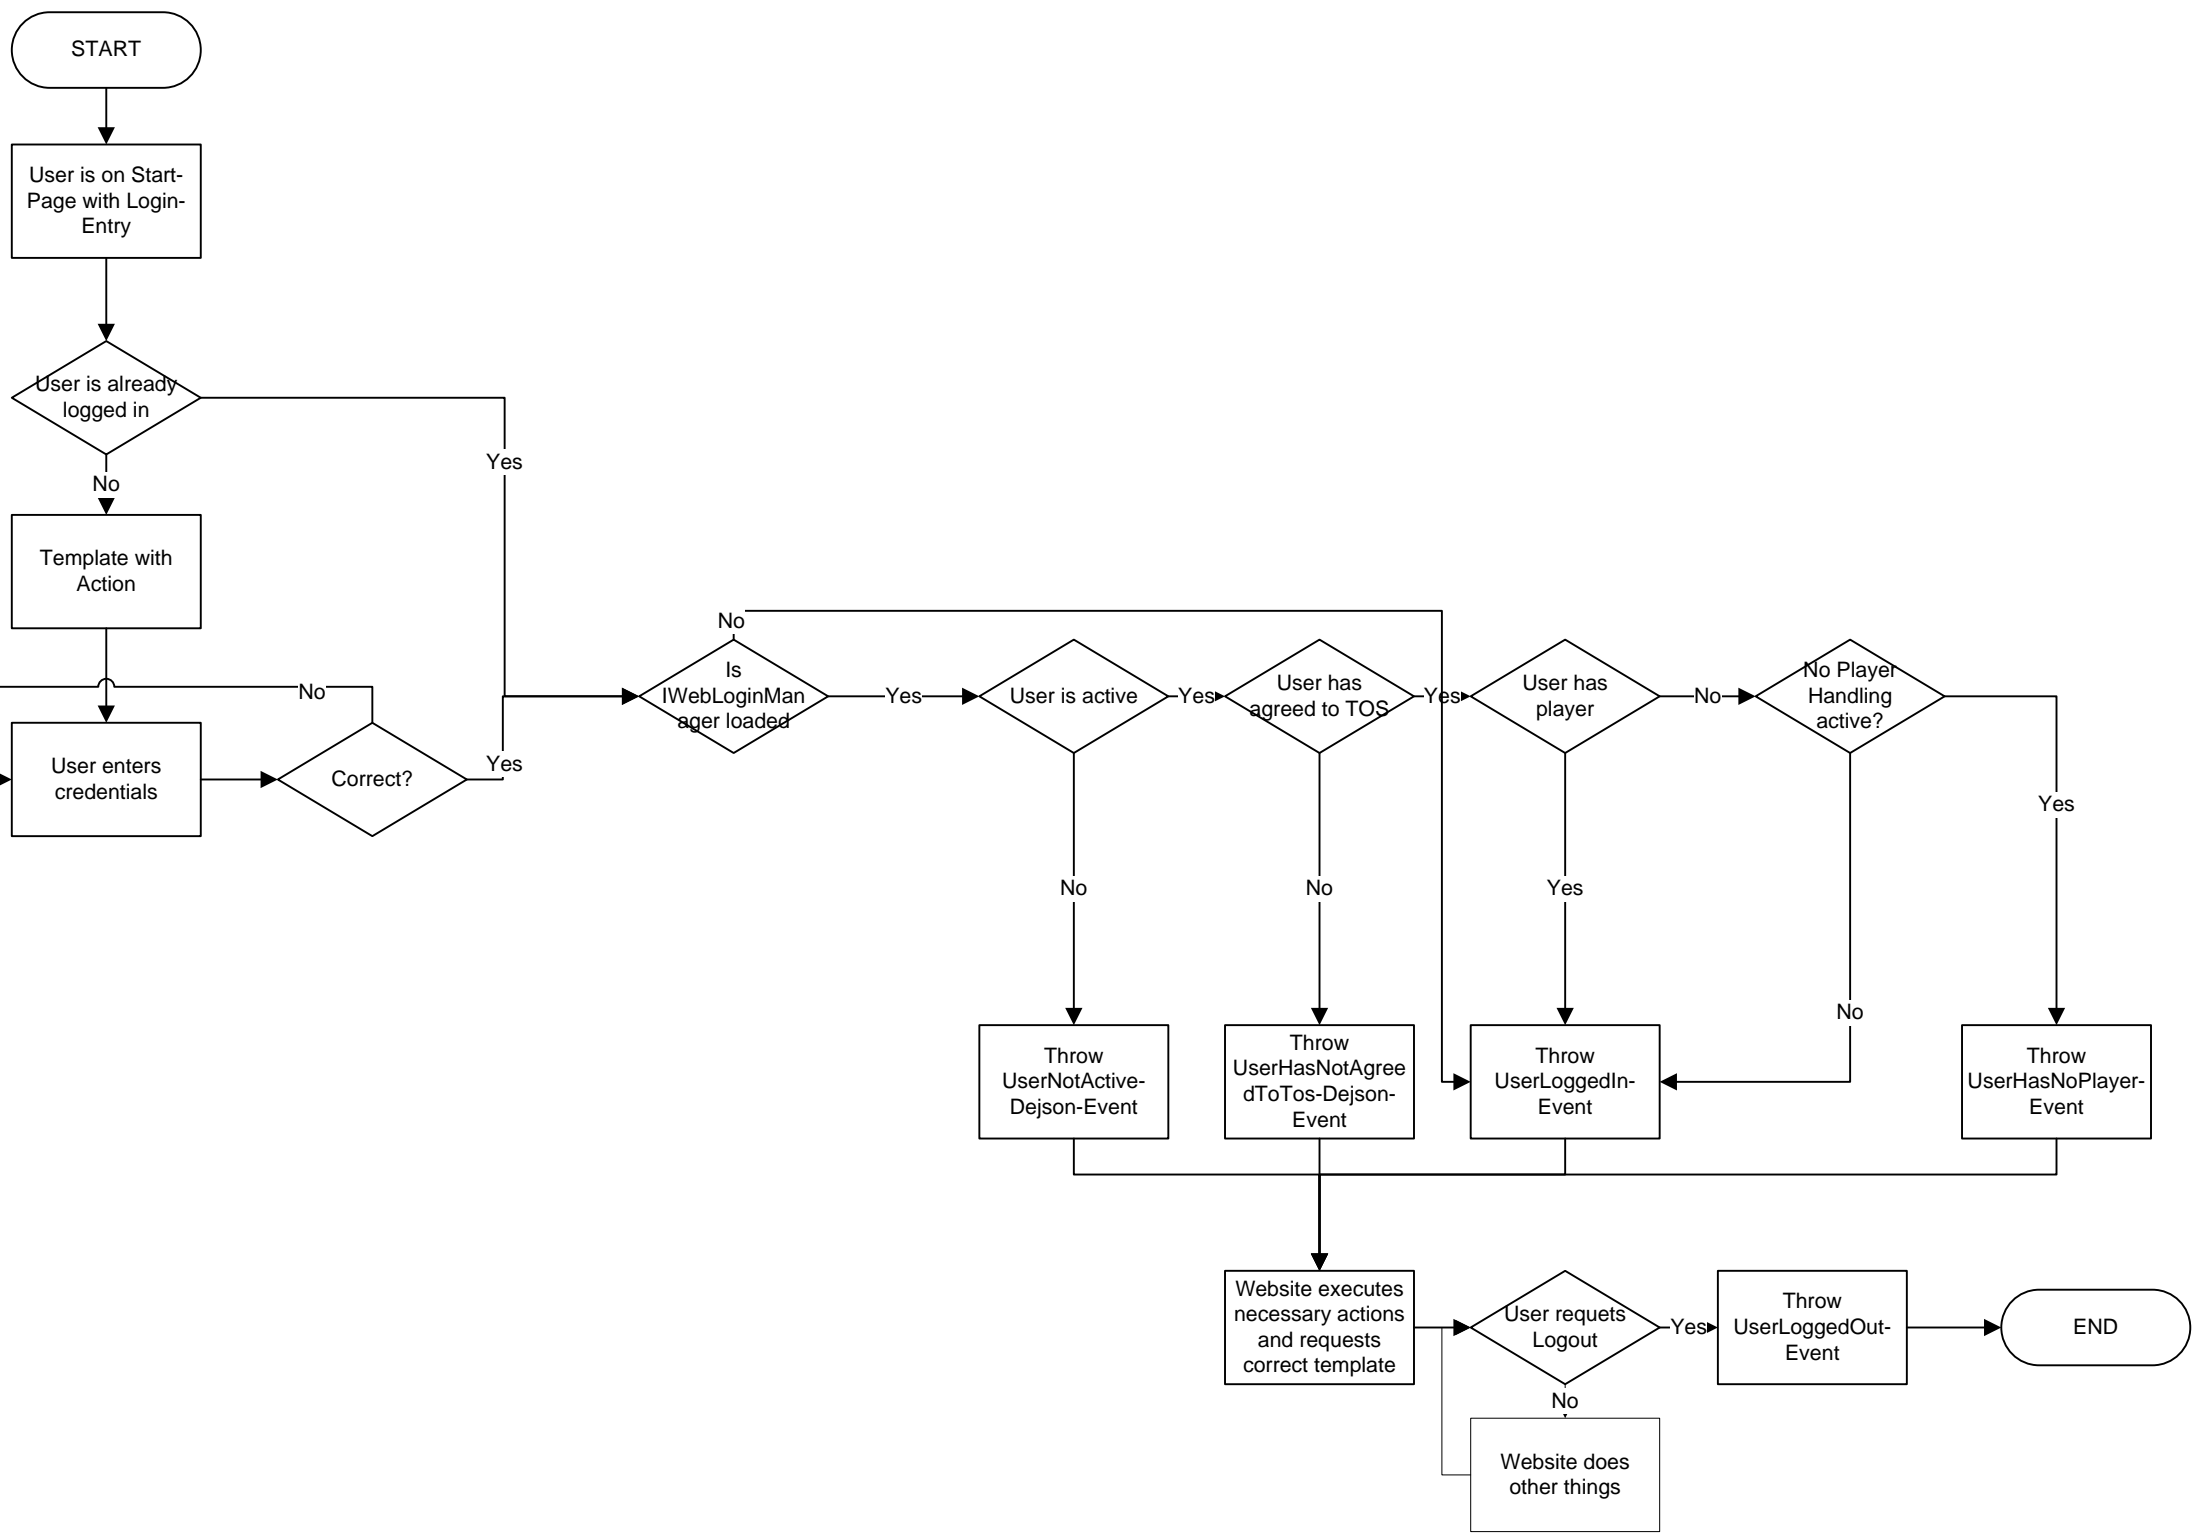 START
User is on Start-
Page with Login-
Entry
User is already
logged in
Yes
No
Template with
Action
No
User enters
credentials
Correct?
Yes
No
Is
IWebLoginMan
ager loaded
Yes
User is active
Yes
User has
agreed to TOS
Yes
User has
player
No
No Player
Handling
active?
Yes
No
No
Yes
No
Throw
UserNotActive-
Dejson-Event
Throw
UserHasNotAgree
dToTos-Dejson-
Event
Throw
UserLoggedIn-
Event
Throw
UserHasNoPlayer-
Event
Website executes
necessary actions
and requests
correct template
User requets
Logout
Yes
Throw
UserLoggedOut-
Event
END
No
Website does
other things